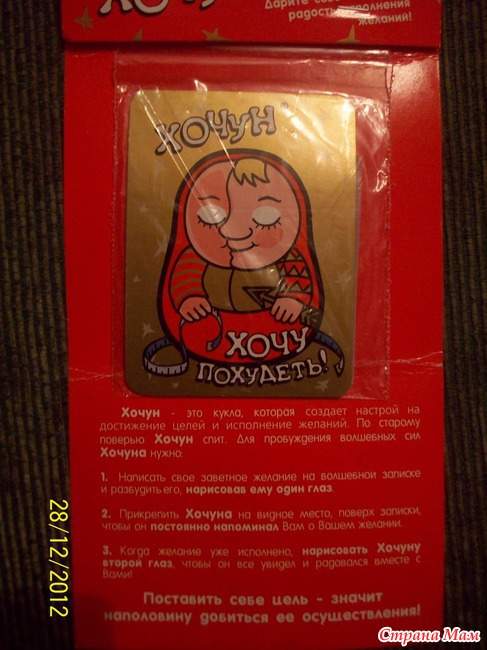 ХОЧУ
Дарите
радость исполнения
желаний!
ХОЧУН®
ХОЧУ
ПОХУДЕТЬ!
Хочун - это кукла, которая создает настрой на
достижение целей и исполнение желаний. По старому
поверью Хочун спит. Для пробуждения волшебных сил
Хочуна нужно:
1. Написать свое заветное желание на волшебной записке
и разбудить его, нарисовав ему один глаз.
2. Прикрепить Хочуна на видное место, поверх записки,
чтобы он постоянно напоминал Вам о Вашем желании.
3. Когда желание уже исполнено, нарисовать Хочуну
второй глаз, чтобы он все увидел и радовался вместе с
Вами!
Поставить себе цель - значит
наполовину добиться ее осуществления!
28/12/2012
Страна Мам